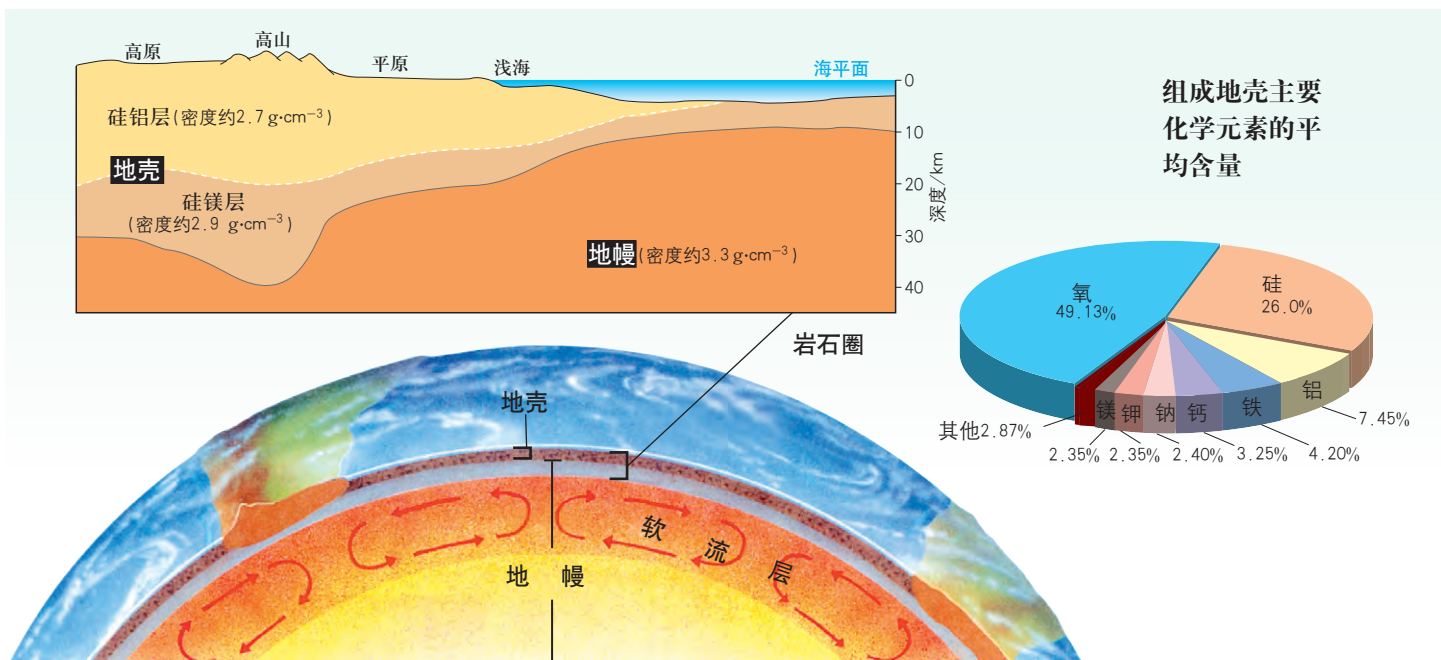 高原
高山
平原
浅海
海平面
硅铝层(密度约2.7g·cm⁻³)
地壳
硅镁层
(密度约2.9 g·cm⁻³)
地幔(密度约3.3g·cm⁻³)
0
10
20
30
40
深度/km
组成地壳主要
化学元素的平
均含量
氧
49.13%
硅
26.0%
铝
7.45%
铁
4.20%
钙
3.25%
钠
2.40%
钾
2.35%
镁
2.35%
其他2.87%
岩石圈
地壳
软流层
地幔